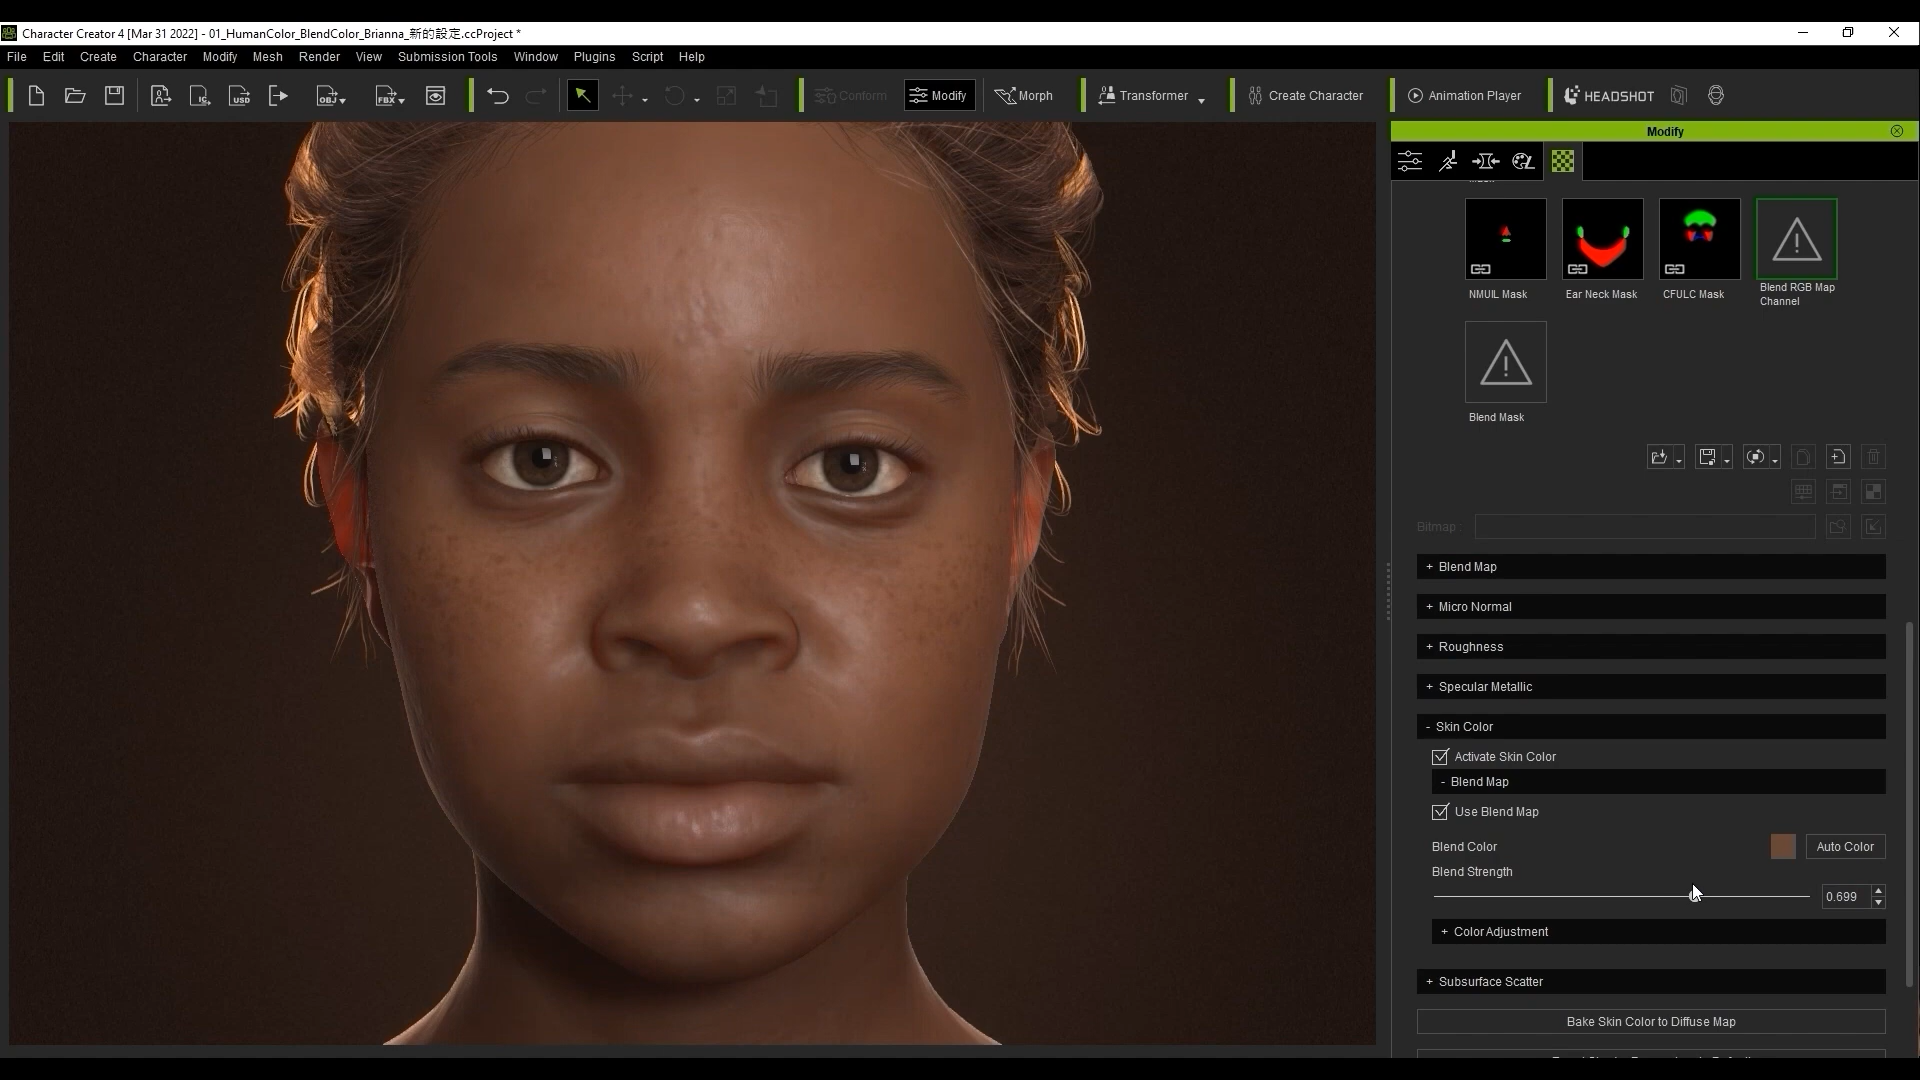 Character Creator 4 [Mar 31 2022] - 01_HumanColor_BlendColor_Brianna_新的設定.ccProject *
File Edit Create Character Modify Mesh Render View Submission Tools Window Plugins Script Help
IC USD OBJ FBX Conform Modify Morph Transformer Create Character Animation Player HEADSHOT
Modify
NMUIL Mask
Ear Neck Mask
CFULC Mask
Blend RGB Map
Channel
Blend Mask
Bitmap :
+ Blend Map
+ Micro Normal
+ Roughness
+ Specular Metallic
- Skin Color
Activate Skin Color
- Blend Map
Use Blend Map
Blend Color
Auto Color
Blend Strength
0.699
+ Color Adjustment
+ Subsurface Scatter
Bake Skin Color to Diffuse Map